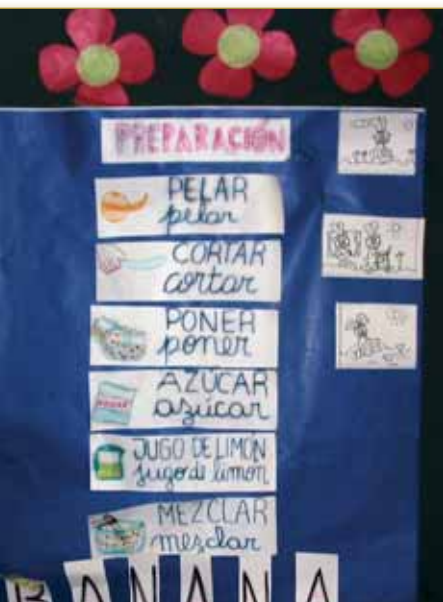 PREPARACIÓN
PELAR
pelar
CORTAR
cortar
PONER
poner
AZÚCAR
azúcar
JUGO DE LIMÓN
jugo de limón
MEZCLAR
mezclar
BANANA